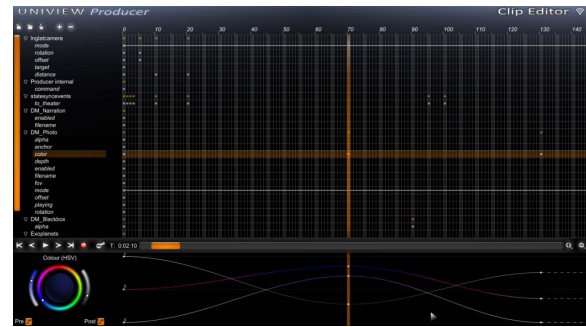 UNIVIEW Producer
Clip Editor
0 10 20 30 40 50 60 70 80 90 100 110 120 130 140
Inglatcamera
mode
rotation
offset
target
distance
Producer internal
command
statesyncevents
to_theater
DM_Narration
enabled
filename
DM_Photo
alpha
anchor
color
depth
enabled
filename
fov
mode
offset
playing
rotation
DM_Blackbox
alpha
Exoplanets
T: 0:02:10
Colour (HSV)
Pre
Post